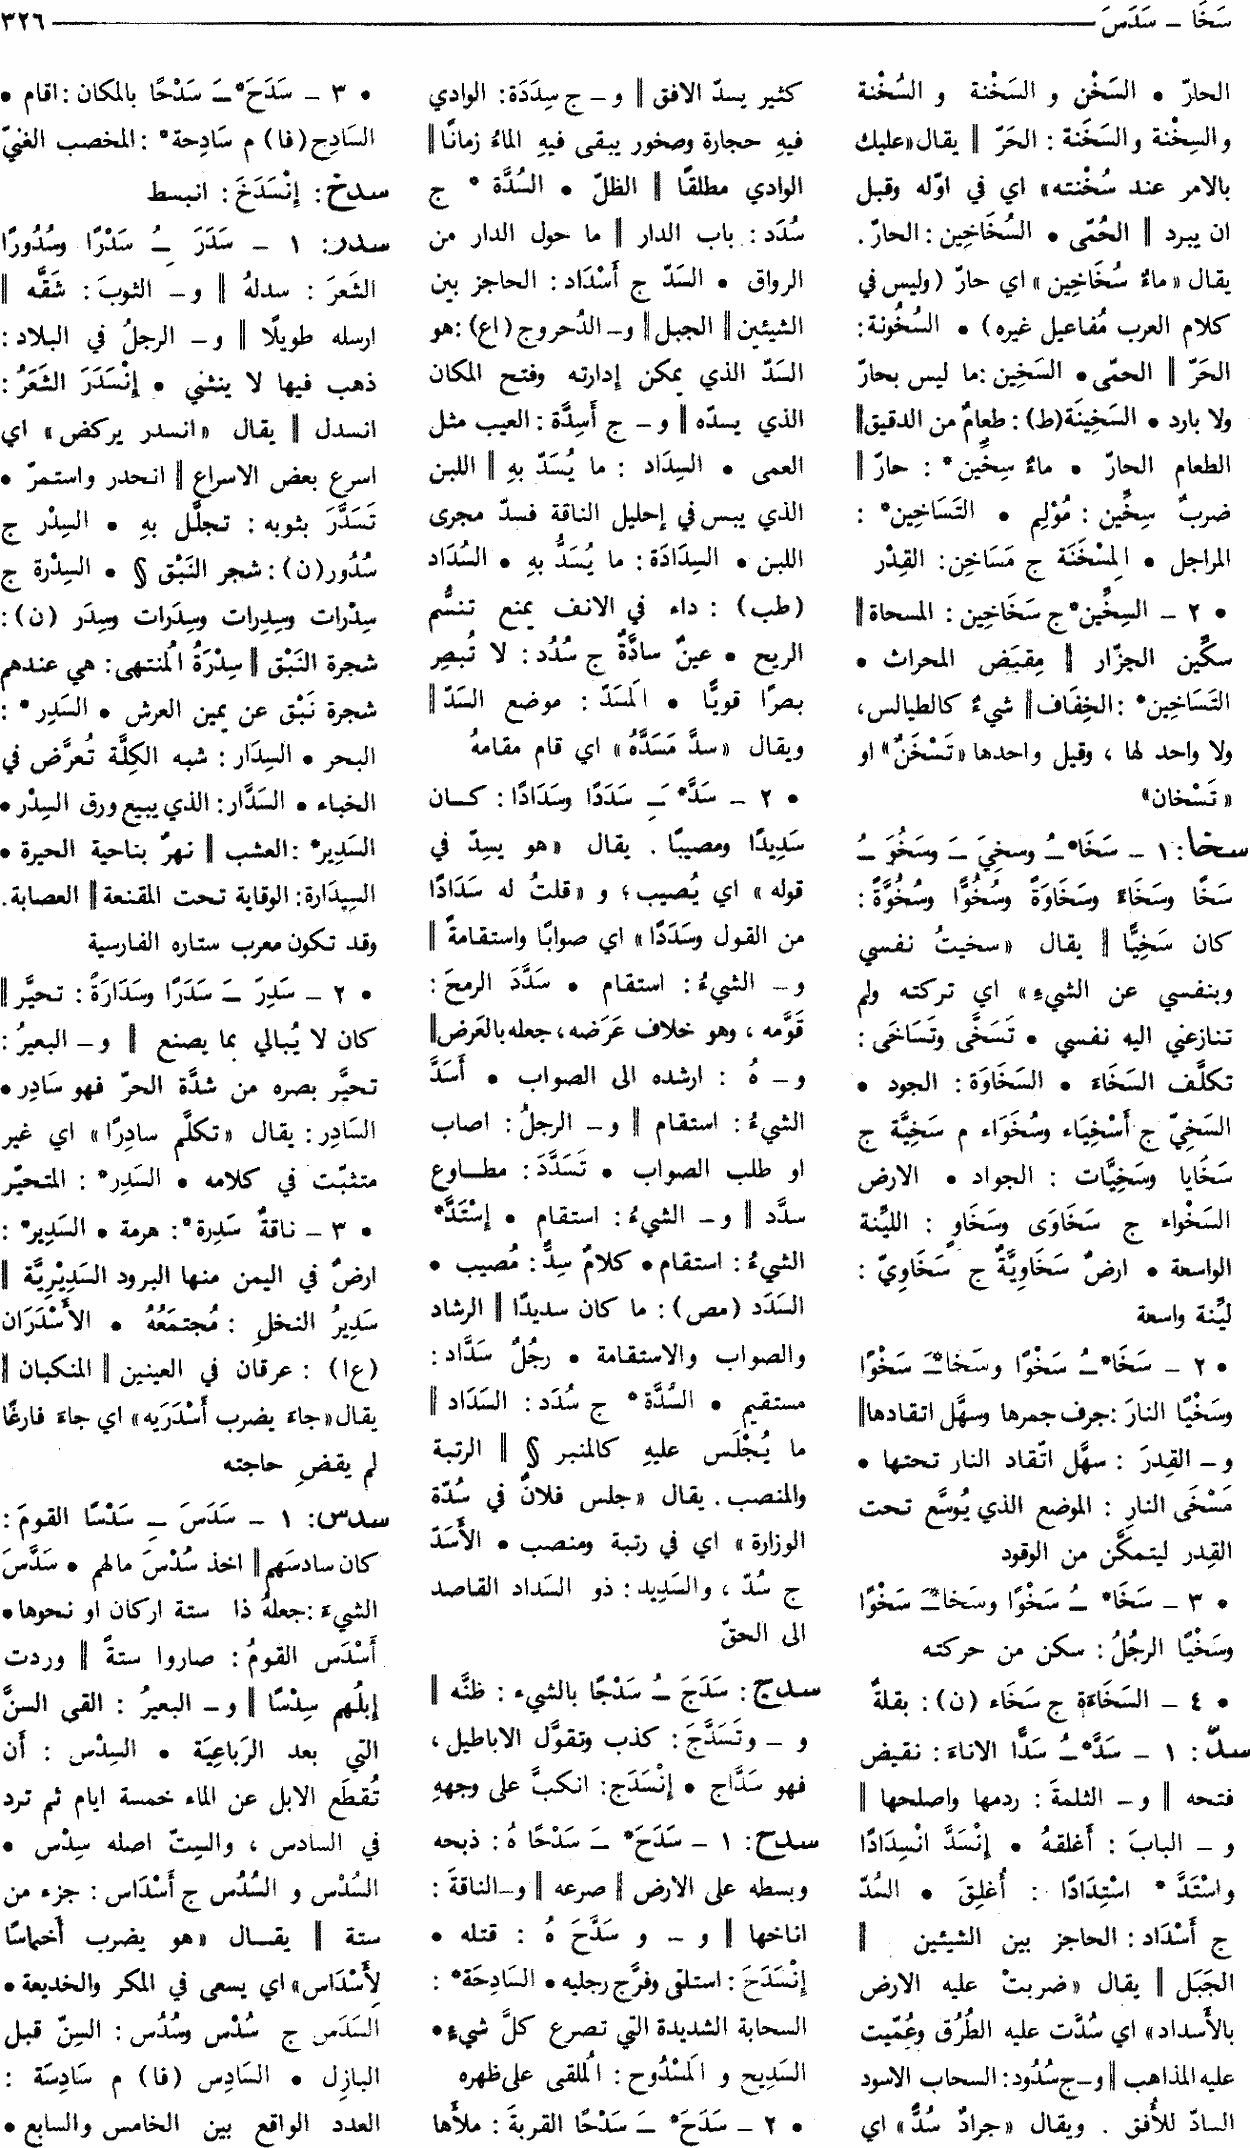 سَخَا – سَدَسَ
٣٢٦
الحارّ • السَخْن و السَخْنَة و السُخْنة
والسِخْنة والسَخَنة : الحَرّ ‖ يقال «عليك
بالامر عند سُخْنته» اي في اوّله وقبل
ان يبرد ‖ الحُمّى • السُخَاخِين : الحارّ.
يقال «ماءٌ سُخَاخِين» اي حارّ (وليس في
كلام العرب مُفاعيل غيره) • السُخُونة:
الحَرّ ‖ الحمّى • السَخِين : ما ليس بحارّ
ولا بارد • السَخِينَة (ط) : طعامٌ من الدقيق ‖
الطعام الحارّ • ماءٌ سِخِّين* : حارّ ‖
ضربٌ سِخِّين : مُؤلِم • التَسَاخِين* :
المراجل • المِسْخَنَة ج مَسَاخِن: القِدْر
• ٢ – السِخِّين* ج سَخَاخِين : المسحاة ‖
سكّين الجزّار ‖ مِقبَض المحراث •
التَسَاخِين* : الخِفَاف ‖ شيءٌ كالطيالس،
ولا واحد لها ، وقيل واحدها «تَسْخَنٌ» او
«تَسْخان»
سخا : ١ – سَخَا* ـُ وسخِيَ ـَ وسَخُوَ ـُ
سَخًا وسَخَاءً وسَخَاوَةً وسُخُوًّا وسُخُوَّةً :
كان سَخِيًّا ‖ يقال «سخيتُ نفسي
وبنفسي عن الشيء» اي تركته ولم
تنازعني اليه نفسي • تَسَخَّى وتَسَاخَى :
تكلَّف السَخَاء • السَخَاوَة : الجود •
السَخِيّ ج أَسْخِيَاء وسُخَوَاء م سَخِيَّة ج
سَخَايا وسَخِيَّات : الجواد • الارض
السَخْواء ج سَخَاوَى وسَخَاوٍ : الليّنة
الواسعة • ارضٌ سَخَاوِيَّةٌ ج سَخَاوِيّ :
ليّنة واسعة
• ٢ – سَخَا* ـُ سَخْوًا وسَخا* ـَ سَخْوًا
وسَخْيًا النارَ : جرف جمرها وسهَّل اتقادها ‖
و – القِدرَ : سهَّل اتّقاد النار تحتها •
مَسْخَى النارِ : الموضع الذي يُوسَّع تحت
القِدر ليتمكَّن من الوقود
• ٣ – سَخَا* ـُ سَخْوًا وسَخا* ـَ سَخْوًا
وسَخْيًا الرجُلُ : سكن من حركته
• ٤ – السَخَاءَة ج سَخَاء (ن) : بقلةٌ
سدّ : ١ – سَدَّ* ـُ سَدًّا الاناءَ : نقيض
فتحه ‖ و – الثلمةَ : ردمها واصلحها ‖
و – البابَ : أَغلقهُ • إِنْسَدَّ انْسِدَادًا
واسْتَدَّ * اسْتِدَادًا : أُغلِقَ • السُدّ
ج أَسْدَاد : الحاجز بين الشيئين ‖
الجَبَل ‖ يقال «ضربتْ عليه الارض
بالأَسداد» اي سُدَّت عليه الطُرُق وعُمّيت
عليه المذاهب ‖ و – ج سُدُود : السحاب الاسود
السادّ للأُفق . ويقال «جرادٌ سُدٌّ» اي
كثير يسدّ الافق ‖ و – ج سِدَدَة : الوادي
فيهِ حجارة وصخور يبقى فيهِ الماءُ زمانًا ‖
الوادي مطلقًا ‖ الظلّ • السُدَّة * ج
سُدَد : باب الدار ‖ ما حول الدار من
الرواق • السَدّ ج أَسْدَاد : الحاجز بين
الشيئين ‖ الجبل ‖ و – الدُحروج (اع) : هو
السَدّ الذي يمكن إدارته وفتح المكان
الذي يسدّه ‖ و – ج أَسِدَّة : العيب مثل
العمى • السِدَاد : ما يُسَدّ بهِ ‖ اللبن
الذي يبس في إحليل الناقة فسدّ مجرى
اللبن • السِدَادَة : ما يُسَدُّ بهِ • السُدَاد
(طب) : داء في الانف يمنع تنسُّم
الريح • عينٌ سادَّةٌ ج سُدُد : لا تُبصِر
بصرًا قويًّا • المَسَدّ : موضع السَدّ ‖
ويقال «سدَّ مَسَدَّهُ» اي قام مقامهُ
• ٢ – سَدَّ* ـَِ سَدَدًا وسَدَادًا : كان
سَدِيدًا ومصيبًا . يقال «هو يسِدّ في
قوله» اي يُصيب ؛ و «قلتُ له سَدَادًا
من القول وسَدَدًا» اي صوابًا واستقامةً ‖
و – الشيءُ : استقام • سَدَّدَ الرمحَ :
قَوَّمه ، وهو خلاف عَرَضه، جعله بالعَرض ‖
و – هُ : ارشده الى الصواب • أَسَدَّ
الشيءُ : استقام ‖ و – الرجلُ : اصاب
او طلب الصواب • تَسَدَّدَ : مطاوع
سدَّد ‖ و – الشيءُ : استقام • إِسْتَدَّ*
الشيءُ : استقام • كلامٌ سِدٌّ : مُصيب •
السَدَد (مص) : ما كان سديدًا ‖ الرشاد
والصواب والاستقامة • رجُلٌ سَدَّاد :
مستقيم • السُدَّة * ج سُدَد : السَدَاد ‖
ما يُجْلَس عليهِ كالمنبر § ‖ الرتبة
والمنصب . يقال «جلس فلانٌ في سُدّة
الوزارة» اي في رتبة ومنصب • الأَسَدّ
ج سُدّ ، والسَدِيد : ذو السَداد القاصد
الى الحقّ
سدج : سَدَجَ ـُ سَدْجًا بالشيء : ظنَّه ‖
و – وتَسَدَّجَ : كذب وتقوَّل الاباطيل ،
فهو سَدَّاج • إِنْسَدَج : انكبَّ على وجههِ
سدح : ١ – سَدَحَ* ـَ سَدْحًا هُ : ذبحه
وبسطه على الارض ‖ صرعه ‖ و – الناقةَ :
اناخها ‖ و – و سَدَّحَ هُ : قتله •
إِنْسَدَحَ : استلقى وفرَّج رجليه • السَادِحَة* :
السحابة الشديدة التي تصرع كلَّ شيءٍ •
السَدِيح و المَسْدُوح : المُلقى على ظهره
• ٢ – سَدَحَ* ـَ سَدْحًا القربةَ : ملأَها
• ٣ – سَدَحَ* ـَ سَدْحًا بالمكان : اقام •
السَادِح (فا) م سَادِحة* : المخصب الغنيّ
سدخ : إِنْسَدَخَ : انبسط
سدر : ١ – سَدَرَ ـُِ سَدْرًا وسُدُورًا
الشَعَرَ : سدلهُ ‖ و – الثوبَ : شَقَّه ‖
ارسله طويلًا ‖ و – الرجلُ في البلاد :
ذهب فيها لا ينثني • إِنْسَدَرَ الشَعَرُ :
انسدل ‖ يقال «انسدر يركض» اي
اسرع بعض الاسراع ‖ انحدر واستمرّ •
تَسَدَّرَ بثوبه : تجلَّل بهِ • السِدْر ج
سُدُور (ن) : شجر النَبْق § • السِدْرة ج
سِدْرات وسِدِرات وسِدَرات وسِدَر (ن) :
شجرة النَبْق ‖ سِدْرَةُ المُنتهى : هي عندهم
شجرة نَبْق عن يمين العرش • السَدِر * :
البحر • السِدَار : شبه الكِلَّة تُعرَّض في
الخباء • السَدَّار : الذي يبيع ورق السِدْر •
السَدِير* : العشب ‖ نهرٌ بناحية الحيرة •
السِيدَارة : الوقاية تحت المقنعة ‖ العصابة.
وقد تكون معرب ستاره الفارسية
• ٢ – سَدِرَ ـَ سَدَرًا وسَدَارَةً : تحيَّر ‖
كان لا يُبالي بما يصنع ‖ و – البعيرُ :
تحيَّر بصره من شدَّة الحرّ فهو سَادِر •
السَادِر : يقال «تكلَّم سادِرًا» اي غير
متثبّت في كلامه • السَدِر* : المتحيّر
• ٣ – ناقةٌ سَدِرة* : هرمة • السَدِير* :
ارضٌ في اليمن منها البرود السَدِيْرِيَّة ‖
سَدِيرُ النخلِ : مُجتمَعُهُ • الأَسْدَرَان
(ع ا) : عرقان في العينين ‖ المنكبان ‖
يقال «جاءَ يضرب أَسْدَرَيه» اي جاءَ فارغًا
لم يقضِ حاجته
سدس : ١ – سَدَسَ ـِ سَدْسًا القومَ :
كان سادسَهم ‖ اخذ سُدْسَ مالهم • سَدَّسَ
الشيءَ : جعلهُ ذا ستة اركان او نحوها •
أَسْدَس القومُ : صاروا ستةً ‖ وردت
إِبلُهم سِدْسًا ‖ و – البعيرُ : القى السنَّ
التي بعد الرَباعِيَة • السِدْس : أَن
تُقطَع الابل عن الماء خمسة ايام ثم ترد
في السادس ، والسِتّ اصله سِدْس •
السُدْس و السُدُس ج أَسْدَاس : جزء من
ستة ‖ يقال «هو يضرب أَخماسًا
لِأَسْدَاس» اي يسعى في المكر والخديعة •
السَدَس ج سُدْس وسُدُس : السِنّ قبل
البازِل • السَادِس (فا) م سَادِسَة :
العدد الواقع بين الخامس والسابع •